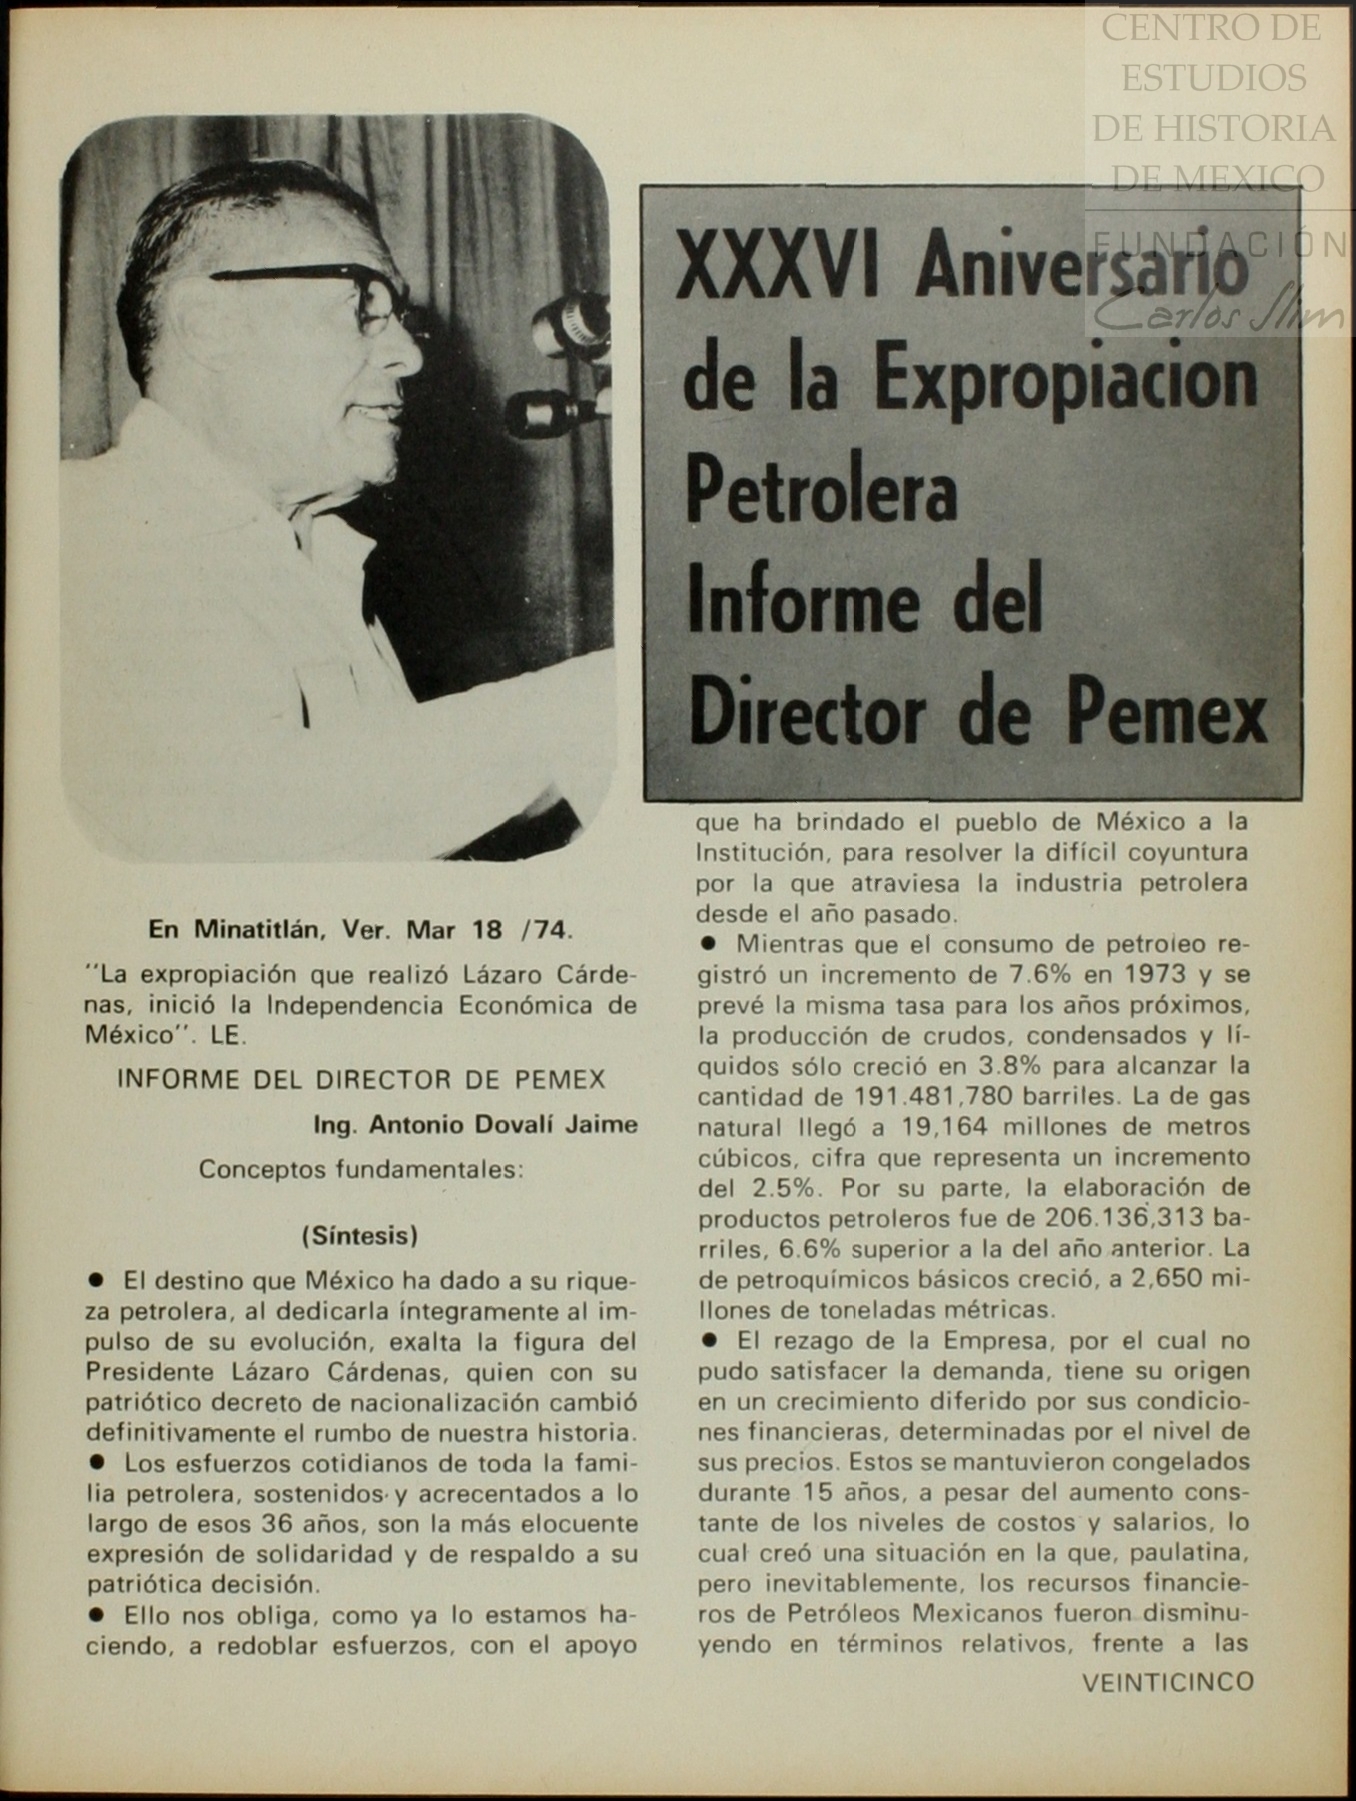 CENTRO DE
ESTUDIOS
DE HISTORIA
DE MEXICO
FUNDACIÓN
Carlos Slim
XXXVI Aniversario
de la Expropiacion
Petrolera
Informe del
Director de Pemex
En Minatitlán, Ver. Mar 18 /74.
"La expropiación que realizó Lázaro Cárde-
nas, inició la Independencia Económica de
México". LE.
INFORME DEL DIRECTOR DE PEMEX
Ing. Antonio Dovalí Jaime
Conceptos fundamentales:
(Síntesis)
● El destino que México ha dado a su rique-
za petrolera, al dedicarla íntegramente al im-
pulso de su evolución, exalta la figura del
Presidente Lázaro Cárdenas, quien con su
patriótico decreto de nacionalización cambió
definitivamente el rumbo de nuestra historia.
● Los esfuerzos cotidianos de toda la fami-
lia petrolera, sostenidos y acrecentados a lo
largo de esos 36 años, son la más elocuente
expresión de solidaridad y de respaldo a su
patriótica decisión.
● Ello nos obliga, como ya lo estamos ha-
ciendo, a redoblar esfuerzos, con el apoyo
que ha brindado el pueblo de México a la
Institución, para resolver la difícil coyuntura
por la que atraviesa la industria petrolera
desde el año pasado.
● Mientras que el consumo de petroleo re-
gistró un incremento de 7.6% en 1973 y se
prevé la misma tasa para los años próximos,
la producción de crudos, condensados y lí-
quidos sólo creció en 3.8% para alcanzar la
cantidad de 191.481,780 barriles. La de gas
natural llegó a 19,164 millones de metros
cúbicos, cifra que representa un incremento
del 2.5%. Por su parte, la elaboración de
productos petroleros fue de 206.136,313 ba-
rriles, 6.6% superior a la del año anterior. La
de petroquímicos básicos creció, a 2,650 mi-
llones de toneladas métricas.
● El rezago de la Empresa, por el cual no
pudo satisfacer la demanda, tiene su origen
en un crecimiento diferido por sus condicio-
nes financieras, determinadas por el nivel de
sus precios. Estos se mantuvieron congelados
durante 15 años, a pesar del aumento cons-
tante de los niveles de costos y salarios, lo
cual creó una situación en la que, paulatina,
pero inevitablemente, los recursos financie-
ros de Petróleos Mexicanos fueron disminu-
yendo en términos relativos, frente a las
VEINTICINCO